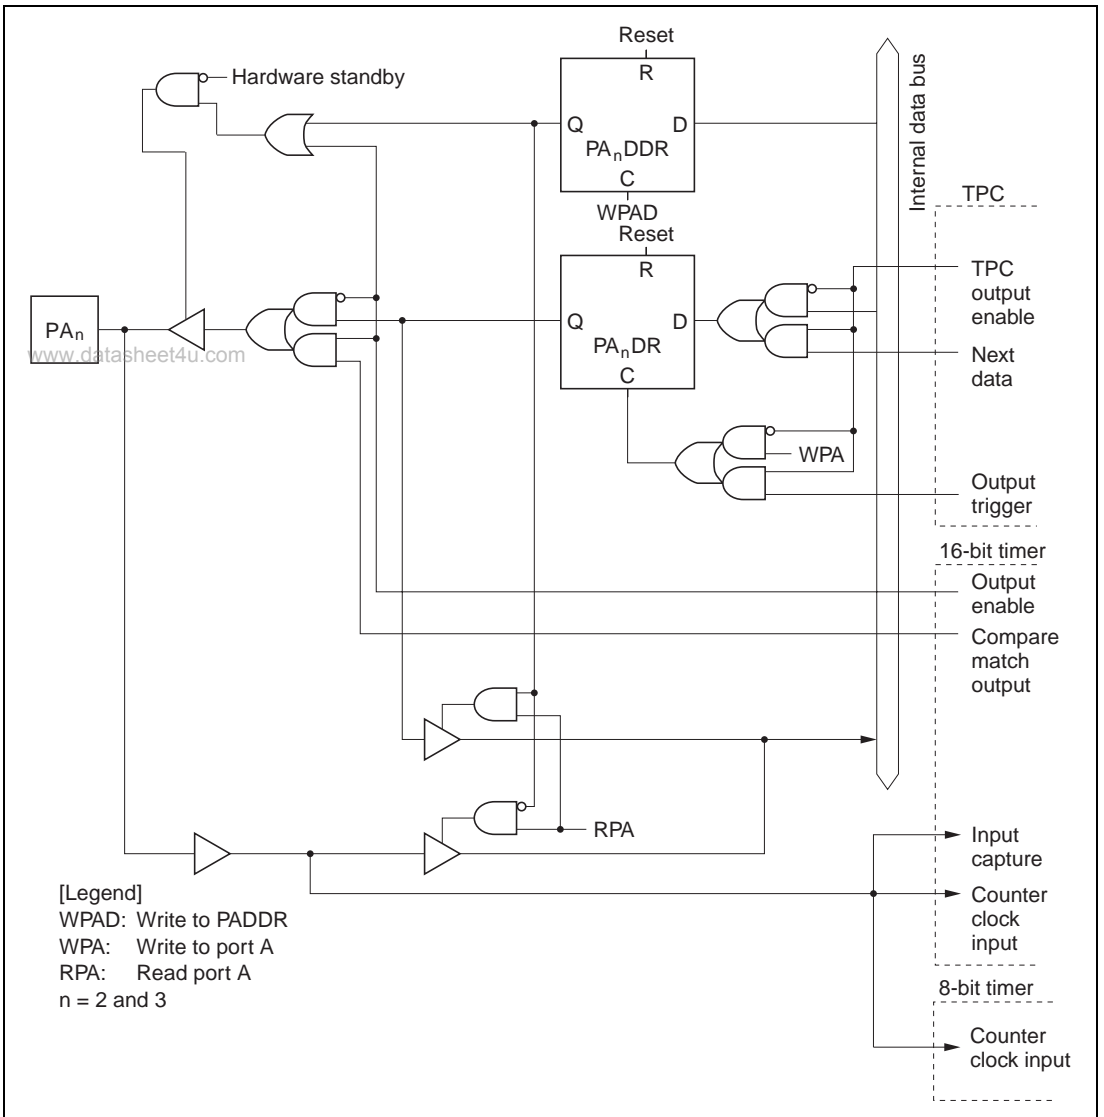 Reset
Hardware standby
R
Q
D
PAnDDR
C
WPAD
Internal data bus
TPC
Reset
R
TPC
output
enable
PAn
Q
D
PAnDR
C
www.datasheet4u.com
Next
data
WPA
Output
trigger
16-bit timer
Output
enable
Compare
match
output
RPA
Input
capture
Counter
clock
input
[Legend]
WPAD: Write to PADDR
WPA: Write to port A
RPA: Read port A
n = 2 and 3
8-bit timer
Counter
clock input